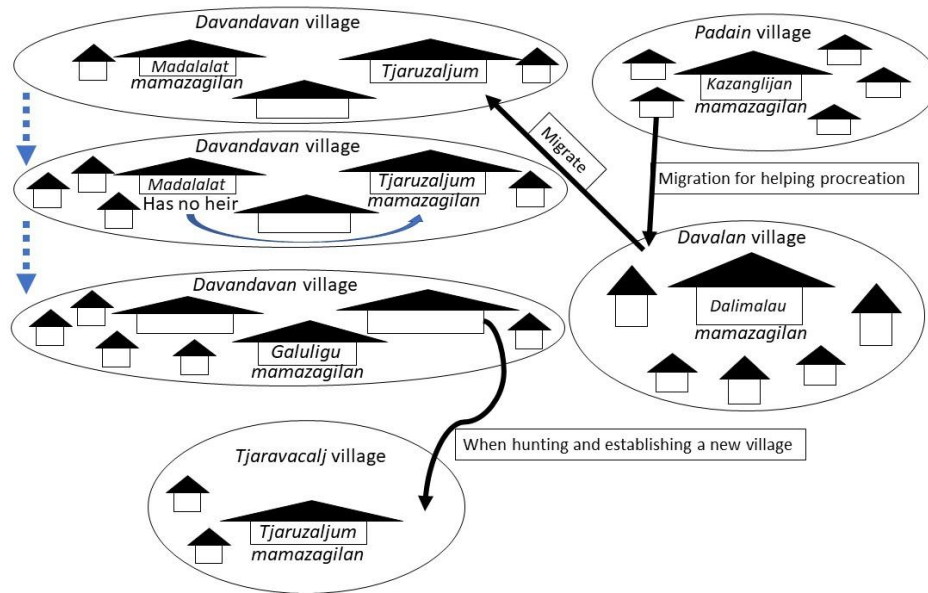 Davandavan village
Madalalat
mamazagilan
Tjaruzaljum
Padain village
Kazanglijan
mamazagilan
Migrate
Migration for helping procreation
Davandavan village
Madalalat
Has no heir
Tjaruzaljum
mamazagilan
Davalan village
Dalimalau
mamazagilan
Davandavan village
Galuligu
mamazagilan
When hunting and establishing a new village
Tjaravacalj village
Tjaruzaljum
mamazagilan